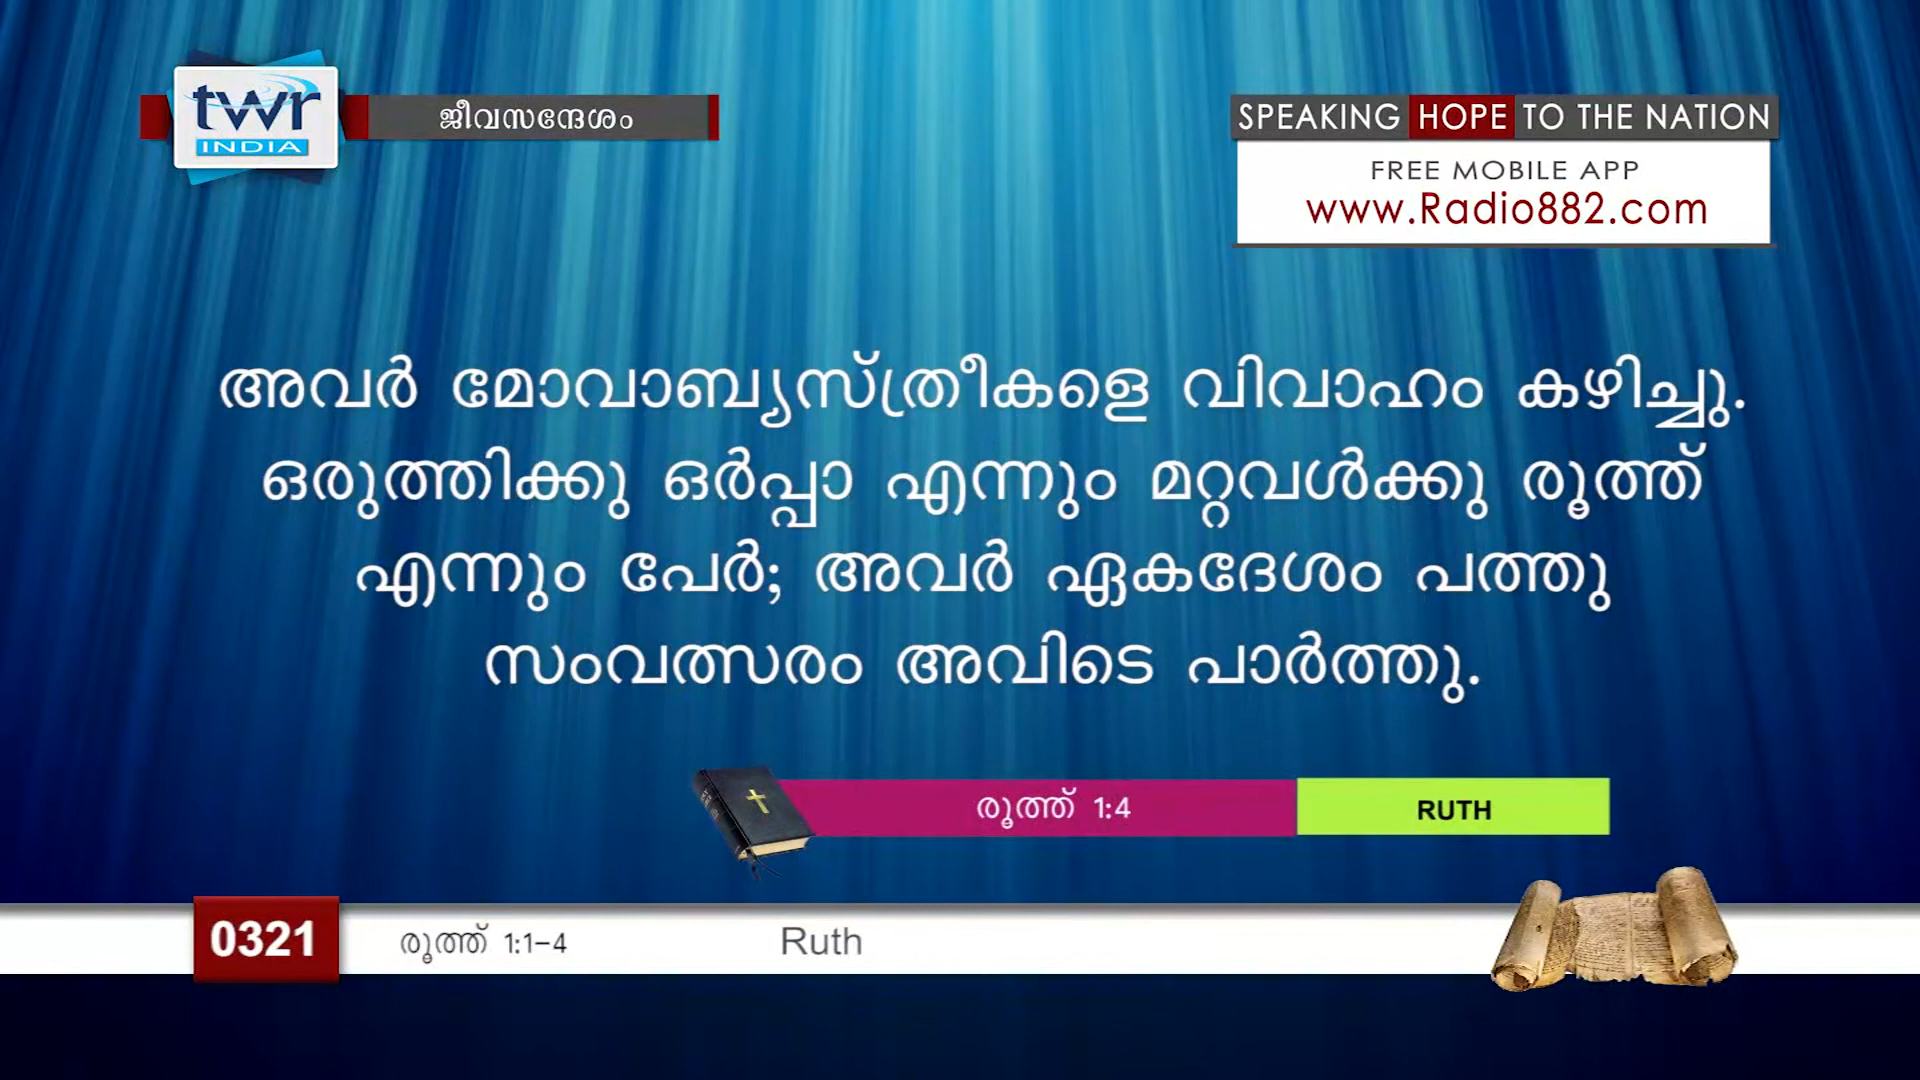 twr
INDIA
ജീവസന്ദേശം
SPEAKING HOPE TO THE NATION
FREE MOBILE APP
www.Radio882.com
അവർ മോവാബ്യസ്ത്രീകളെ വിവാഹം കഴിച്ചു.
ഒരുത്തിക്കു ഒർപ്പാ എന്നും മറ്റവൾക്കു രൂത്ത്
എന്നും പേർ; അവർ ഏകദേശം പത്തു
സംവത്സരം അവിടെ പാർത്തു.
രൂത്ത് 1:4
RUTH
0321
രൂത്ത് 1:1-4
Ruth